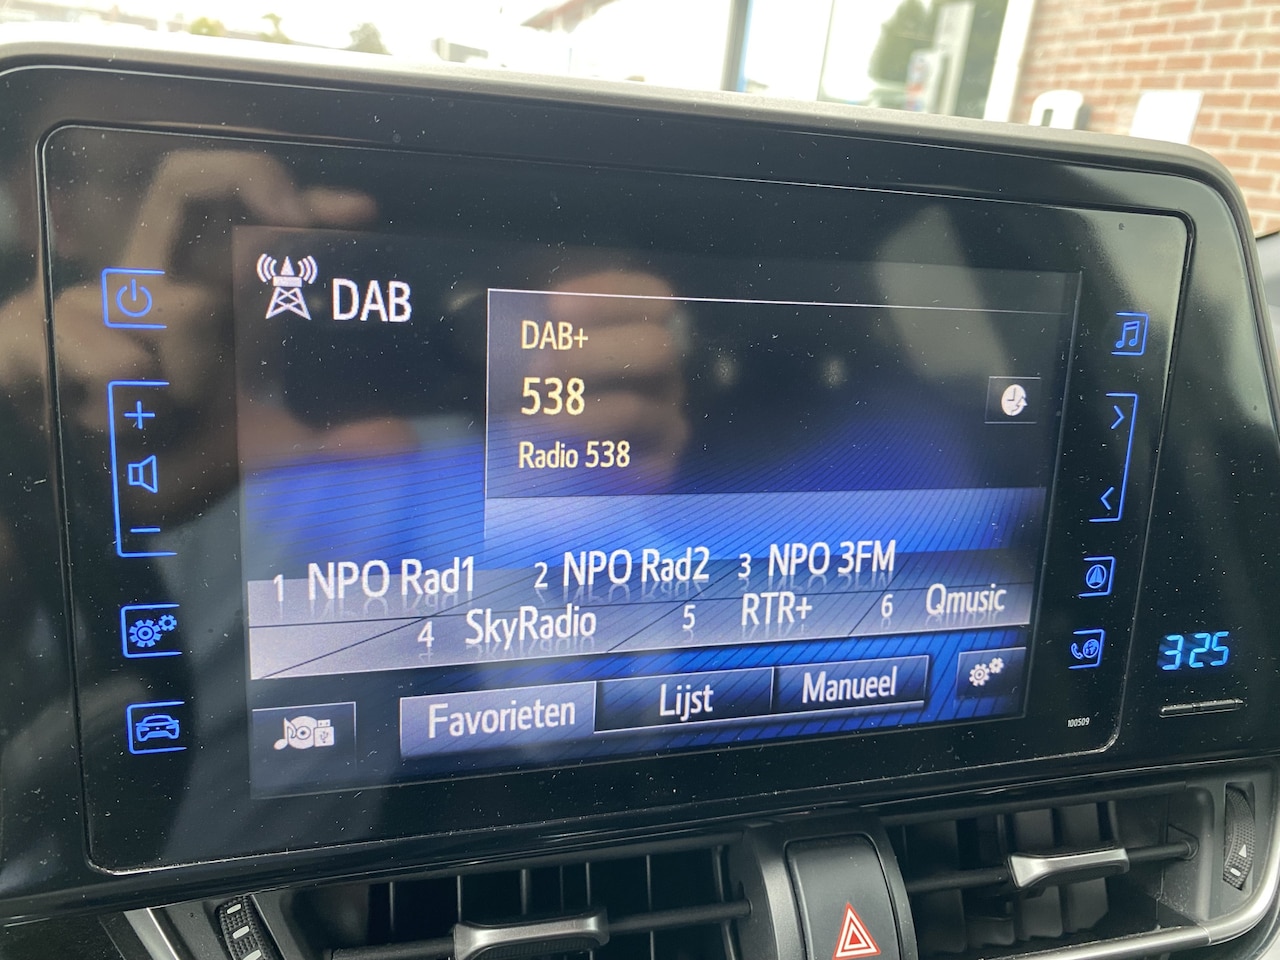 DAB
DAB+
538
Radio 538
1 NPO Rad1 2 NPO Rad2 3 NPO 3FM
4 SkyRadio 5 RTR+ 6 Qmusic
Favorieten Lijst Manueel
3:25
100509